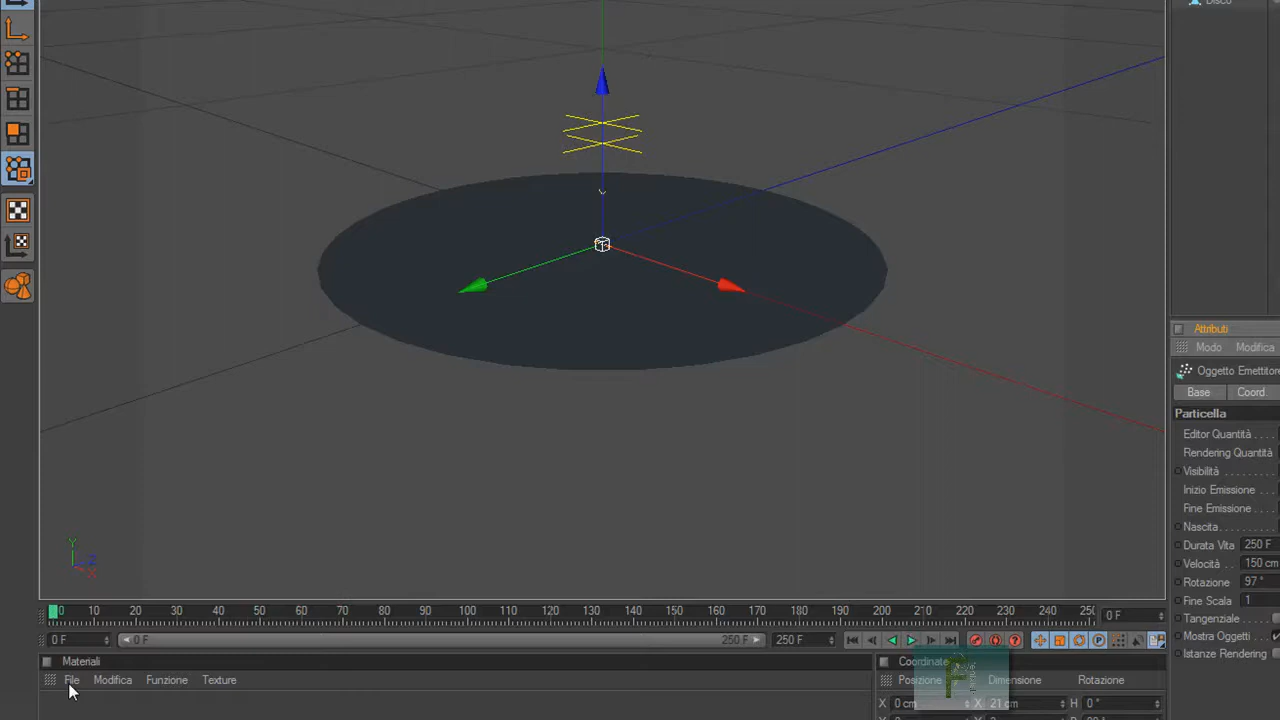 Disco
Attributi
Modo Modifica
Oggetto Emettitore
Base Coord
Particella
Editor Quantità . . . .
Rendering Quantità
Visibilità . . . . . . . .
Inizio Emissione . . .
Fine Emissione . . . .
Nascita . . . . . . . . .
Durata Vita 250 F
Velocità . . 150 cm
Rotazione 97 °
Fine Scala 1
Tangenziale
Mostra Oggetti
Istanze Rendering
Y
Z
X
0 10 20 30 40 50 60 70 80 90 100 110 120 130 140 150 160 170 180 190 200 210 220 230 240 250 0 F
0 F 0 F 250 F 250 F
Materiali Coordinate
File Modifica Funzione Texture Posizione Dimensione Rotazione
X 0 cm X 21 cm H 0 °